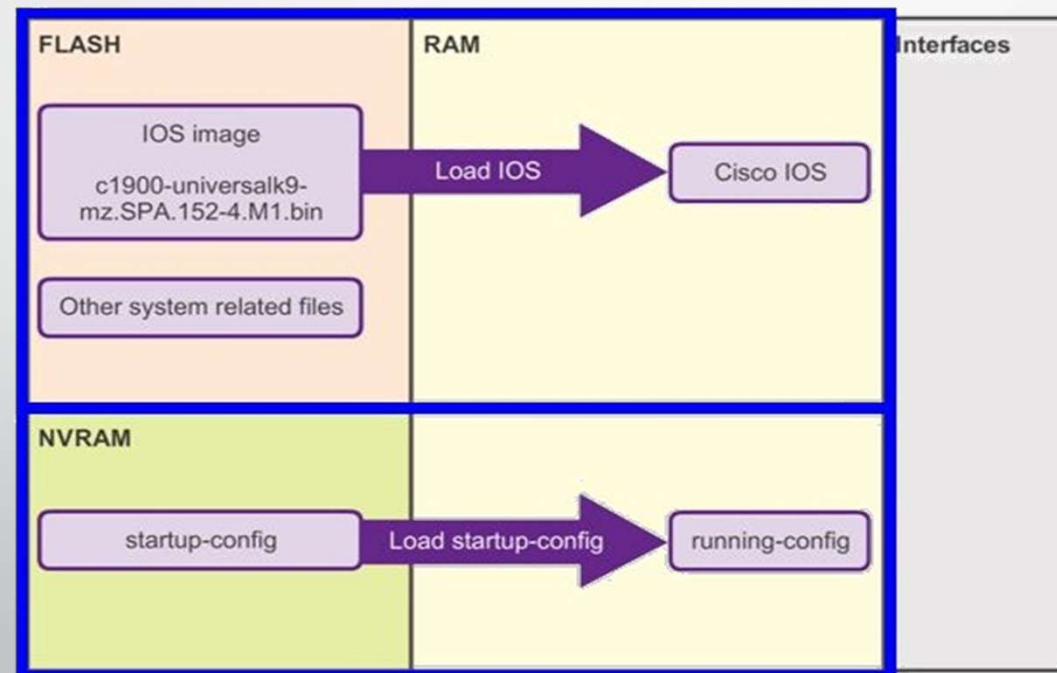 FLASH
RAM
Interfaces
IOS image
c1900-universalk9-
mz.SPA.152-4.M1.bin
Load IOS
Cisco IOS
Other system related files
NVRAM
startup-config
Load startup-config
running-config